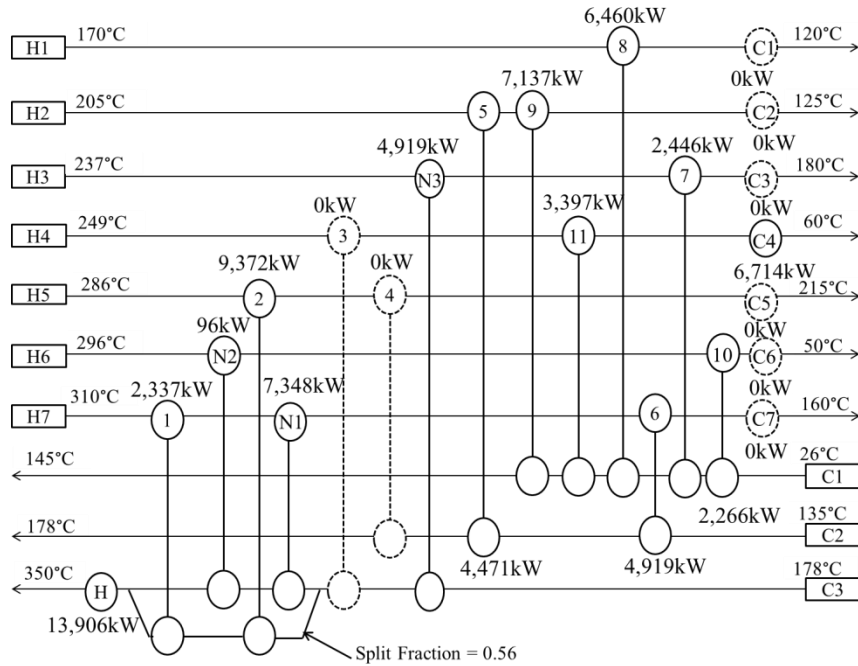 6,460kW
H1 170°C 8 C1 120°C
7,137kW 0kW
H2 205°C 5 9 C2 125°C
4,919kW 2,446kW 0kW
H3 237°C N3 7 C3 180°C
0kW 3,397kW 0kW
H4 249°C 3 11 C4 60°C
9,372kW 0kW 6,714kW
H5 286°C 2 4 C5 215°C
96kW 0kW
H6 296°C N2 10 C6 50°C
2,337kW 7,348kW 0kW
H7 310°C 1 N1 6 C7 160°C
0kW
145°C 26°C C1
2,266kW
178°C 135°C C2
4,471kW 4,919kW
350°C H 178°C C3
13,906kW
Split Fraction = 0.56